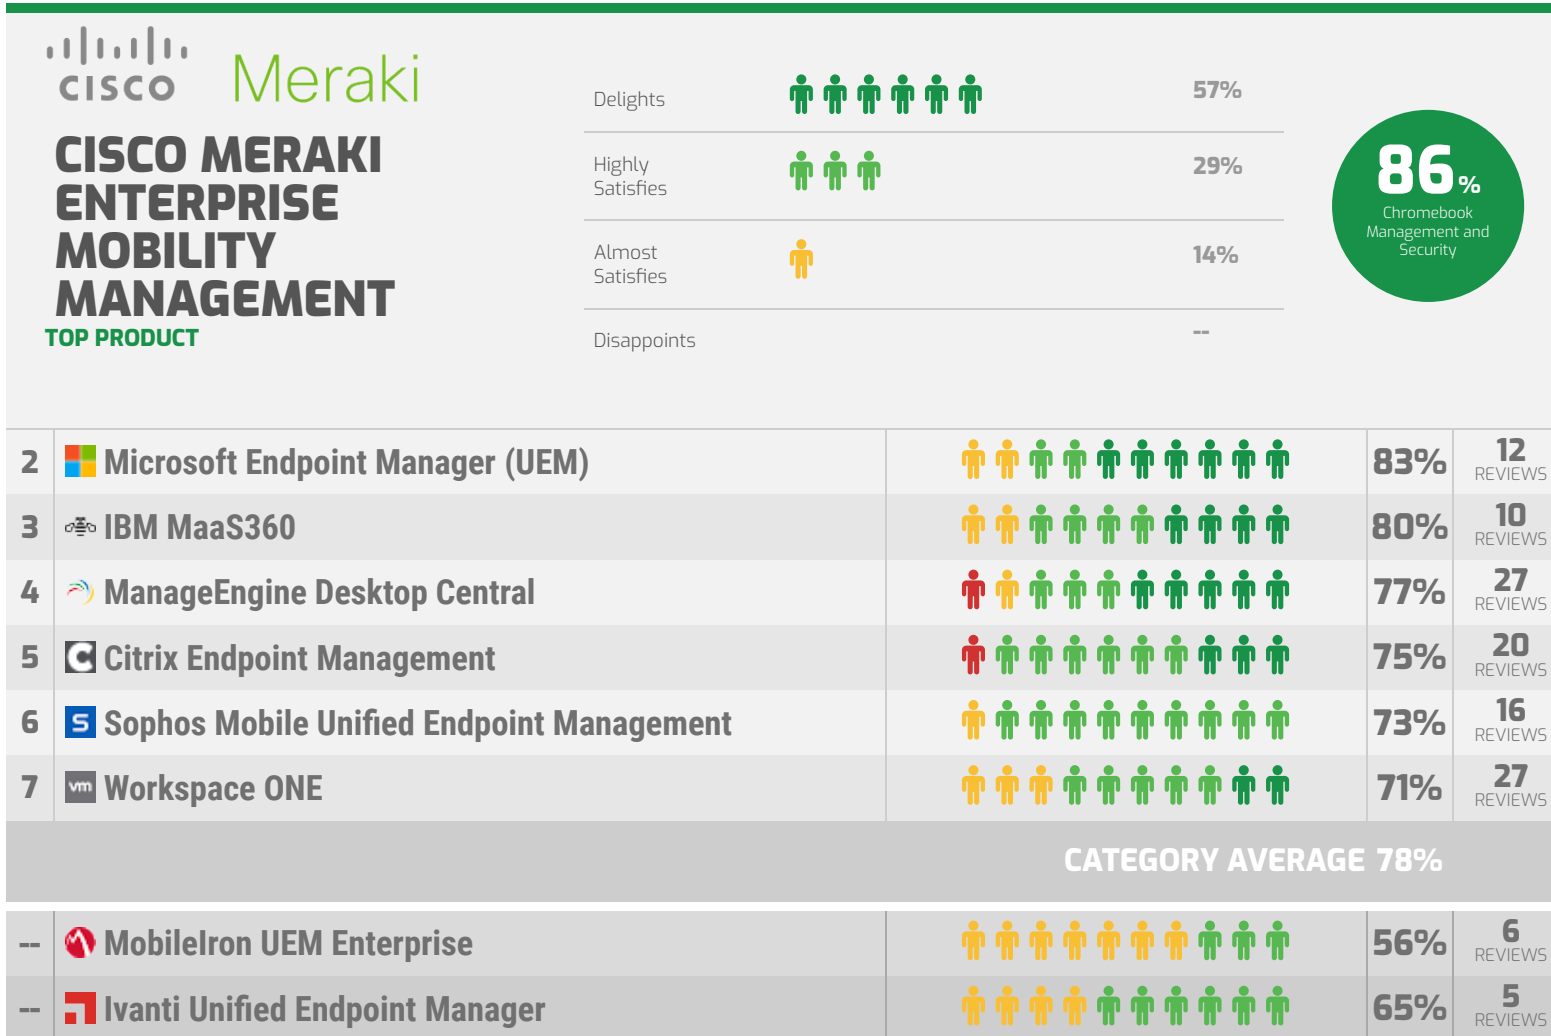 CISCO
Meraki
CISCO MERAKI
ENTERPRISE
MOBILITY
MANAGEMENT
TOP PRODUCT
Delights 57%
Highly
Satisfies 29%
Almost
Satisfies 14%
Disappoints --
86%
Chromebook
Management and
Security
2 Microsoft Endpoint Manager (UEM) 83% 12
REVIEWS
3 IBM MaaS360 80% 10
REVIEWS
4 ManageEngine Desktop Central 77% 27
REVIEWS
5 C Citrix Endpoint Management 75% 20
REVIEWS
6 S Sophos Mobile Unified Endpoint Management 73% 16
REVIEWS
7 vm Workspace ONE 71% 27
REVIEWS
CATEGORY AVERAGE 78%
-- MobileIron UEM Enterprise 56% 6
REVIEWS
-- Ivanti Unified Endpoint Manager 65% 5
REVIEWS